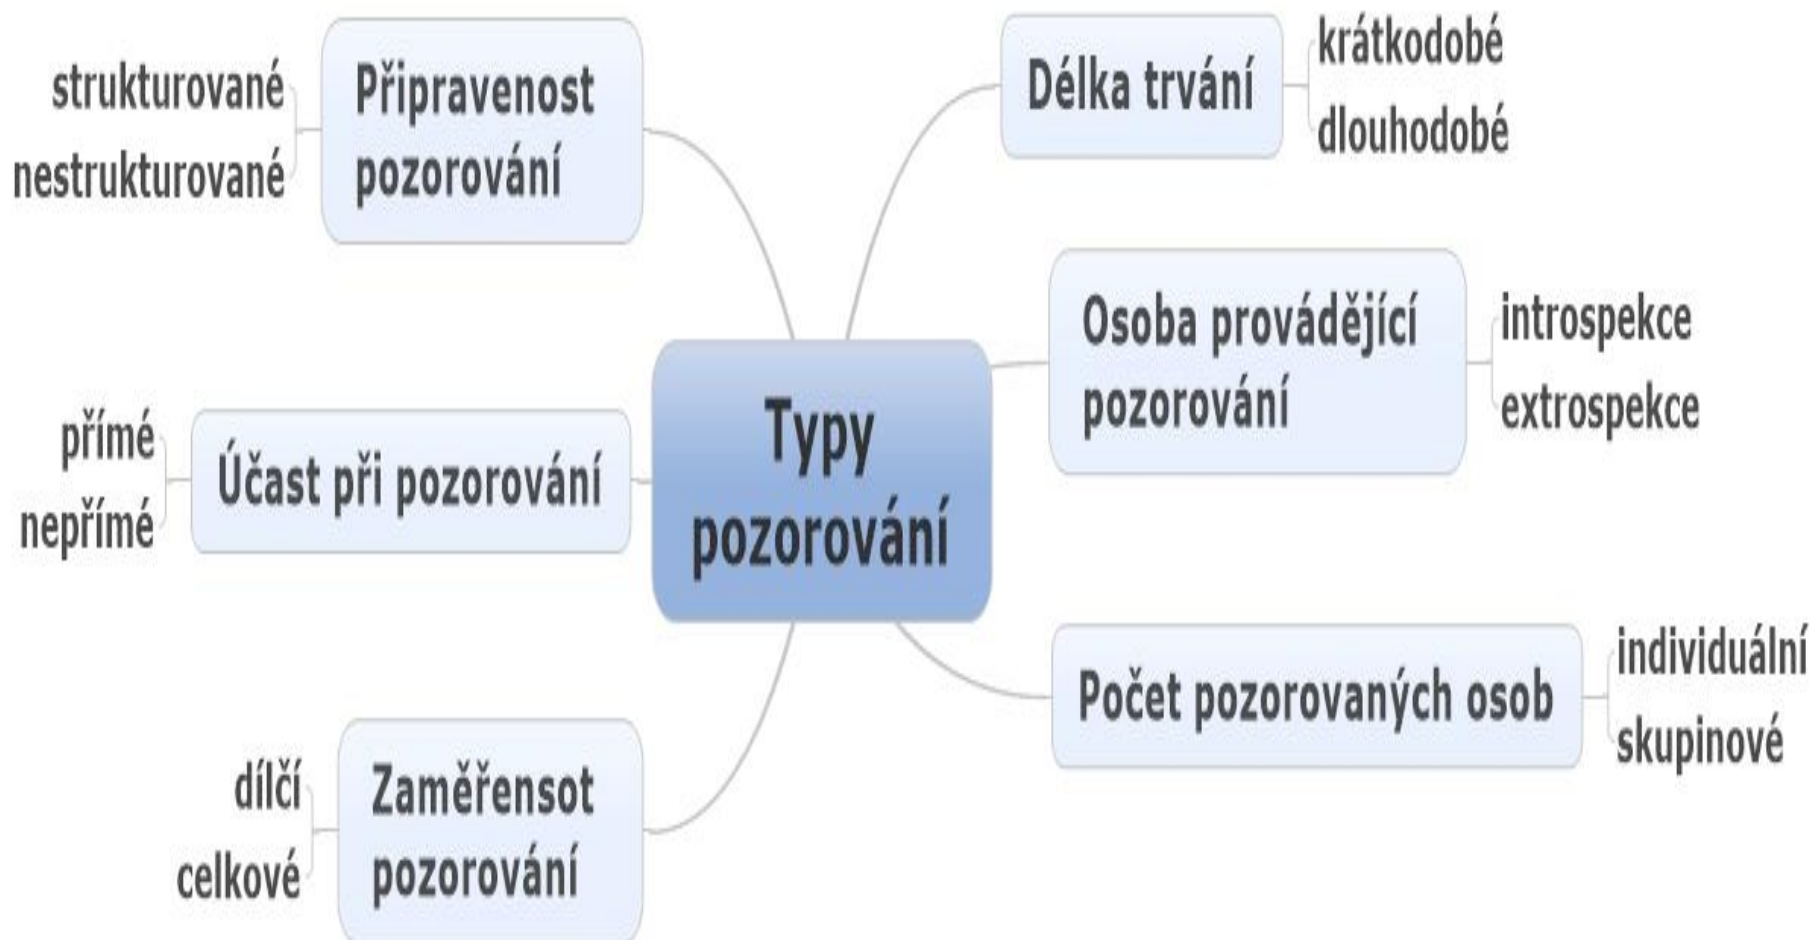 Typy
pozorování
Připravenost
pozorování
strukturované
nestrukturované
Účast při pozorování
přímé
nepřímé
Zaměřensot
pozorování
dílčí
celkové
Délka trvání
krátkodobé
dlouhodobé
Osoba provádějící
pozorování
introspekce
extrospekce
Počet pozorovaných osob
individuální
skupinové